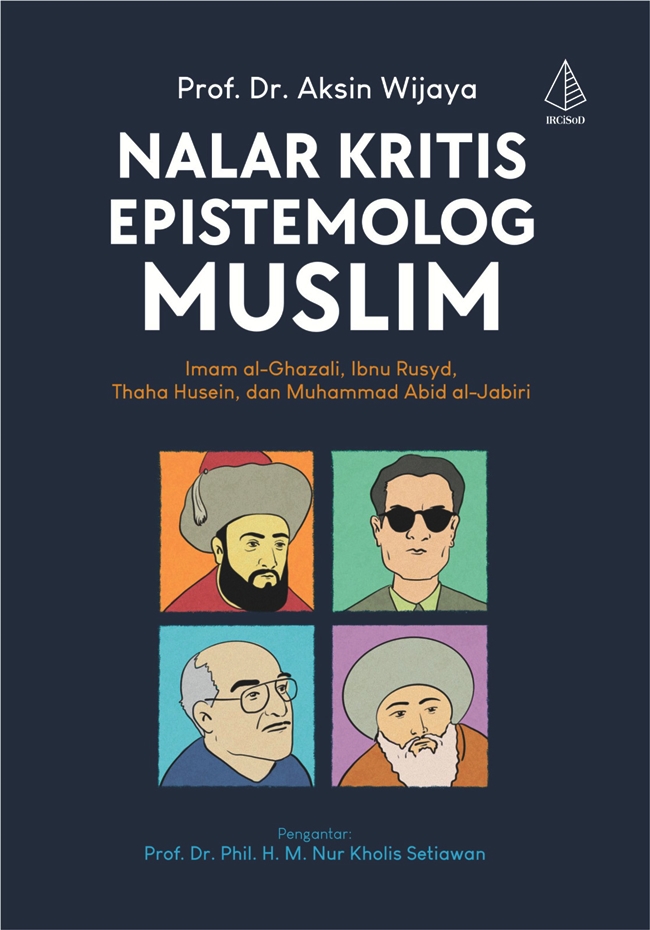 Prof. Dr. Aksin Wijaya
IRCiSoD
NALAR KRITIS
EPISTEMOLOG
MUSLIM
Imam al-Ghazali, Ibnu Rusyd,
Thaha Husein, dan Muhammad Abid al-Jabiri
Pengantar:
Prof. Dr. Phil. H. M. Nur Kholis Setiawan